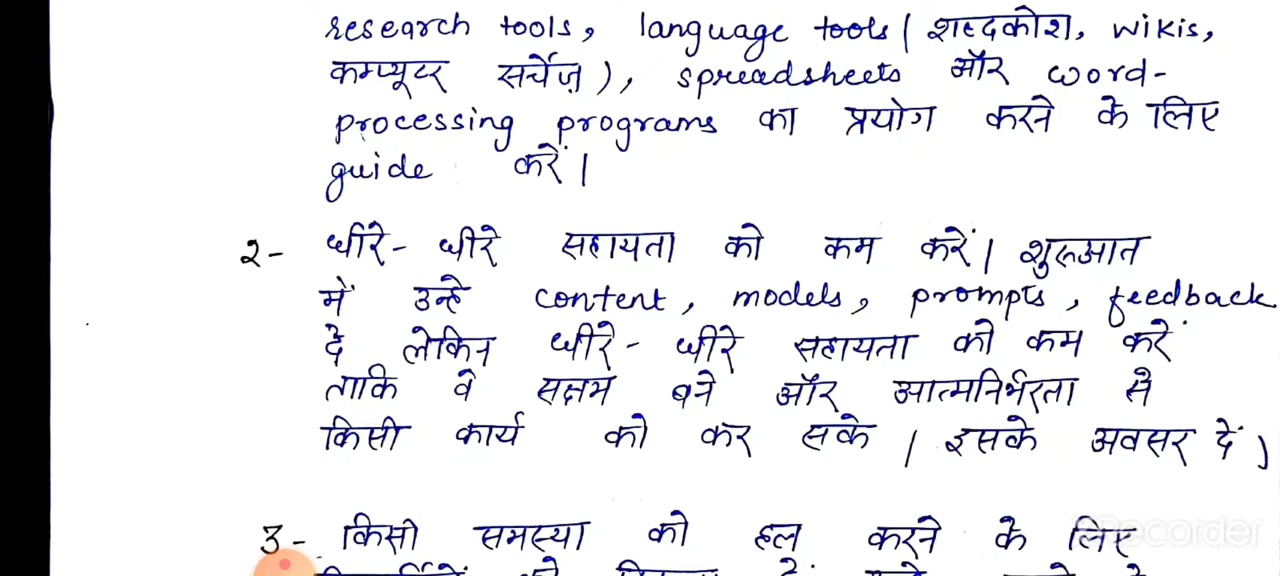 research tools, language tools ( शब्दकोश, wikis,
कम्प्यूटर सर्चेज़ ), spreadsheets और word-
processing programs का प्रयोग करने के लिए
guide करें।
२- धीरे- धीरे सहायता को कम करें। शुरूआत
में उन्हे content, models, prompts, feedback
दे लेकिन धीरे- धीरे सहायता को कम करें
ताकि वे सक्षम बने और आत्मनिर्भरता से
किसी कार्य को कर सके । इसके अवसर दें।
3- किसी समस्या को हल करने के लिए
Recorder